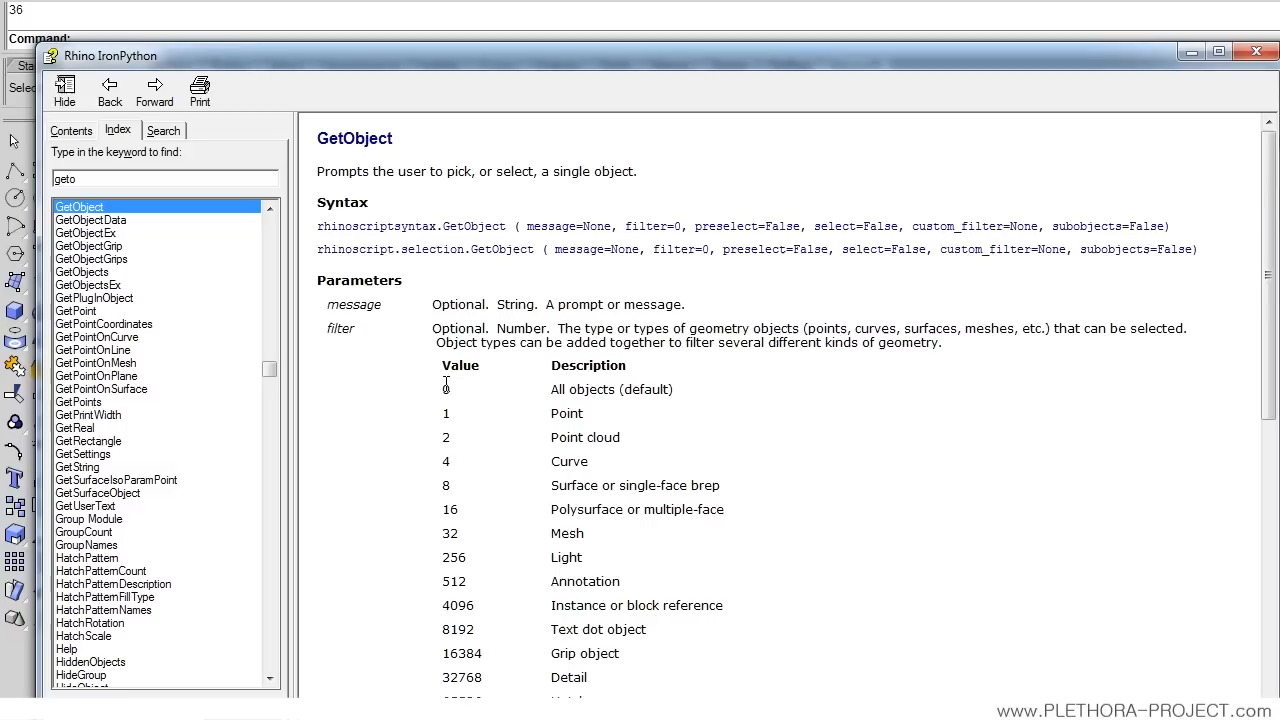 36
Command:
Rhino IronPython
Sta
Selec
Hide
Back
Forward
Print
Contents
Index
Search
Type in the keyword to find:
geto
GetObject
GetObjectData
GetObjectEx
GetObjectGrip
GetObjectGrips
GetObjects
GetObjectsEx
GetPlugInObject
GetPoint
GetPointCoordinates
GetPointOnCurve
GetPointOnLine
GetPointOnMesh
GetPointOnPlane
GetPointOnSurface
GetPoints
GetPrintWidth
GetReal
GetRectangle
GetSettings
GetString
GetSurfaceIsoParamPoint
GetSurfaceObject
GetUserText
Group Module
GroupCount
GroupNames
HatchPattern
HatchPatternCount
HatchPatternDescription
HatchPatternFillType
HatchPatternNames
HatchRotation
HatchScale
Help
HiddenObjects
HideGroup
HideObject
GetObject
Prompts the user to pick, or select, a single object.
Syntax
rhinoscriptsyntax.GetObject ( message=None, filter=0, preselect=False, select=False, custom_filter=None, subobjects=False)
rhinoscript.selection.GetObject ( message=None, filter=0, preselect=False, select=False, custom_filter=None, subobjects=False)
Parameters
message Optional. String. A prompt or message.
filter Optional. Number. The type or types of geometry objects (points, curves, surfaces, meshes, etc.) that can be selected.
Object types can be added together to filter several different kinds of geometry.
Value Description
0 All objects (default)
1 Point
2 Point cloud
4 Curve
8 Surface or single-face brep
16 Polysurface or multiple-face
32 Mesh
256 Light
512 Annotation
4096 Instance or block reference
8192 Text dot object
16384 Grip object
32768 Detail
www.PLETHORA-PROJECT.com